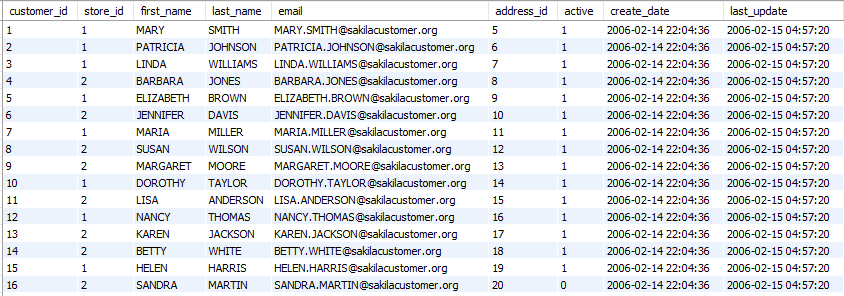 customer_id store_id first_name last_name email address_id active create_date last_update
1 1 MARY SMITH MARY.SMITH@sakilacustomer.org 5 1 2006-02-14 22:04:36 2006-02-15 04:57:20
2 1 PATRICIA JOHNSON PATRICIA.JOHNSON@sakilacustomer.org 6 1 2006-02-14 22:04:36 2006-02-15 04:57:20
3 1 LINDA WILLIAMS LINDA.WILLIAMS@sakilacustomer.org 7 1 2006-02-14 22:04:36 2006-02-15 04:57:20
4 2 BARBARA JONES BARBARA.JONES@sakilacustomer.org 8 1 2006-02-14 22:04:36 2006-02-15 04:57:20
5 1 ELIZABETH BROWN ELIZABETH.BROWN@sakilacustomer.org 9 1 2006-02-14 22:04:36 2006-02-15 04:57:20
6 2 JENNIFER DAVIS JENNIFER.DAVIS@sakilacustomer.org 10 1 2006-02-14 22:04:36 2006-02-15 04:57:20
7 1 MARIA MILLER MARIA.MILLER@sakilacustomer.org 11 1 2006-02-14 22:04:36 2006-02-15 04:57:20
8 2 SUSAN WILSON SUSAN.WILSON@sakilacustomer.org 12 1 2006-02-14 22:04:36 2006-02-15 04:57:20
9 2 MARGARET MOORE MARGARET.MOORE@sakilacustomer.org 13 1 2006-02-14 22:04:36 2006-02-15 04:57:20
10 1 DOROTHY TAYLOR DOROTHY.TAYLOR@sakilacustomer.org 14 1 2006-02-14 22:04:36 2006-02-15 04:57:20
11 2 LISA ANDERSON LISA.ANDERSON@sakilacustomer.org 15 1 2006-02-14 22:04:36 2006-02-15 04:57:20
12 1 NANCY THOMAS NANCY.THOMAS@sakilacustomer.org 16 1 2006-02-14 22:04:36 2006-02-15 04:57:20
13 2 KAREN JACKSON KAREN.JACKSON@sakilacustomer.org 17 1 2006-02-14 22:04:36 2006-02-15 04:57:20
14 2 BETTY WHITE BETTY.WHITE@sakilacustomer.org 18 1 2006-02-14 22:04:36 2006-02-15 04:57:20
15 1 HELEN HARRIS HELEN.HARRIS@sakilacustomer.org 19 1 2006-02-14 22:04:36 2006-02-15 04:57:20
16 2 SANDRA MARTIN SANDRA.MARTIN@sakilacustomer.org 20 0 2006-02-14 22:04:36 2006-02-15 04:57:20